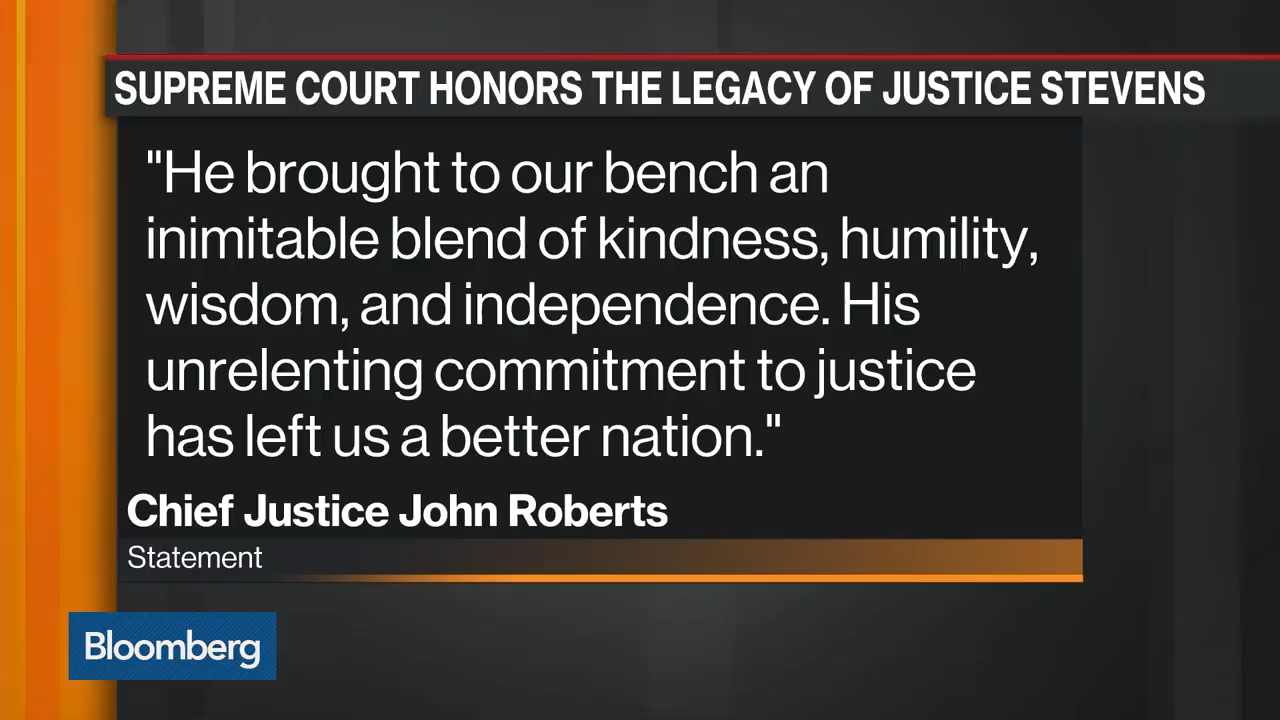 SUPREME COURT HONORS THE LEGACY OF JUSTICE STEVENS
"He brought to our bench an
inimitable blend of kindness, humility,
wisdom, and independence. His
unrelenting commitment to justice
has left us a better nation."
Chief Justice John Roberts
Statement
Bloomberg